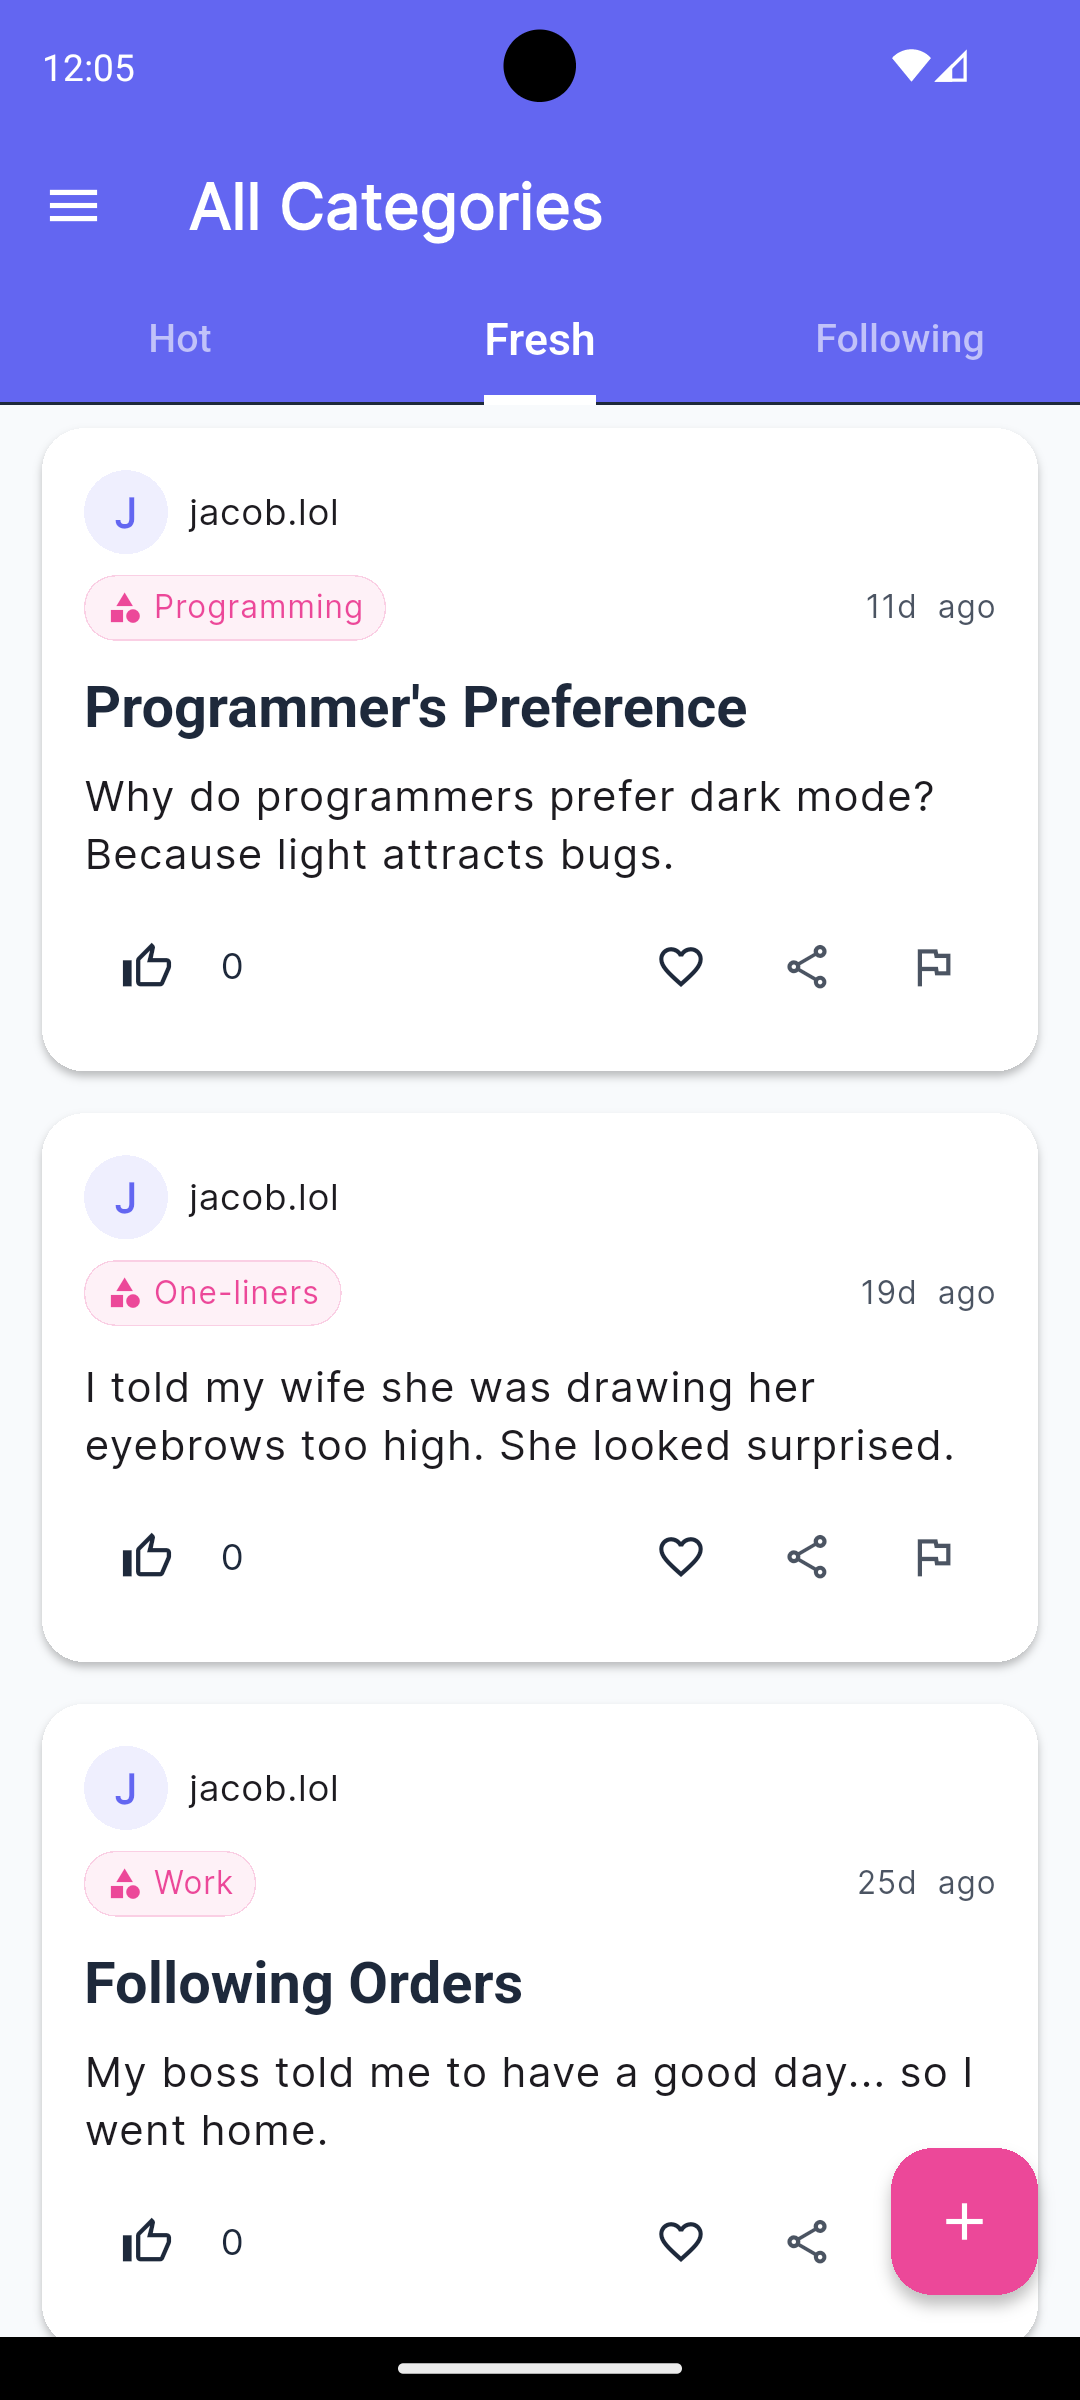 12:05
All Categories
Hot
Fresh
Following
J
jacob.lol
Programming
11d ago
Programmer's Preference
Why do programmers prefer dark mode?
Because light attracts bugs.
0
J
jacob.lol
One-liners
19d ago
I told my wife she was drawing her
eyebrows too high. She looked surprised.
0
J
jacob.lol
Work
25d ago
Following Orders
My boss told me to have a good day... so I
went home.
0